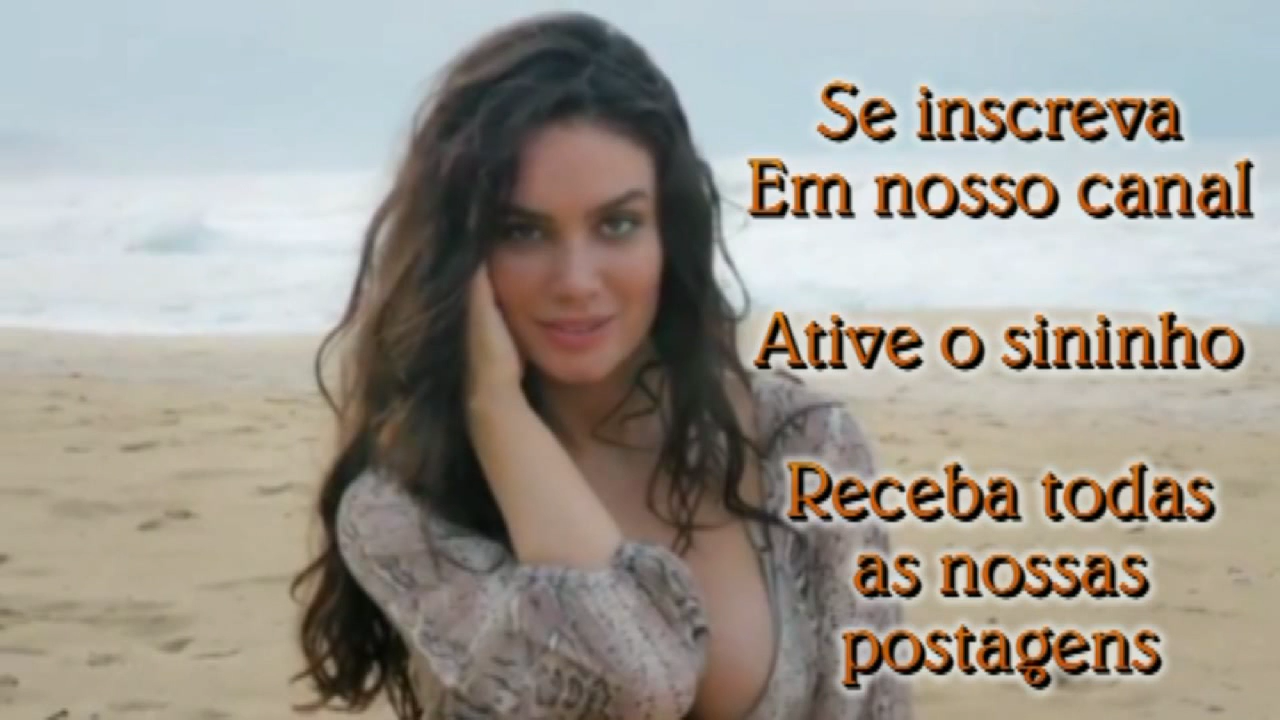 Se inscreva
Em nosso canal
Ative o sininho
Receba todas
as nossas
postagens